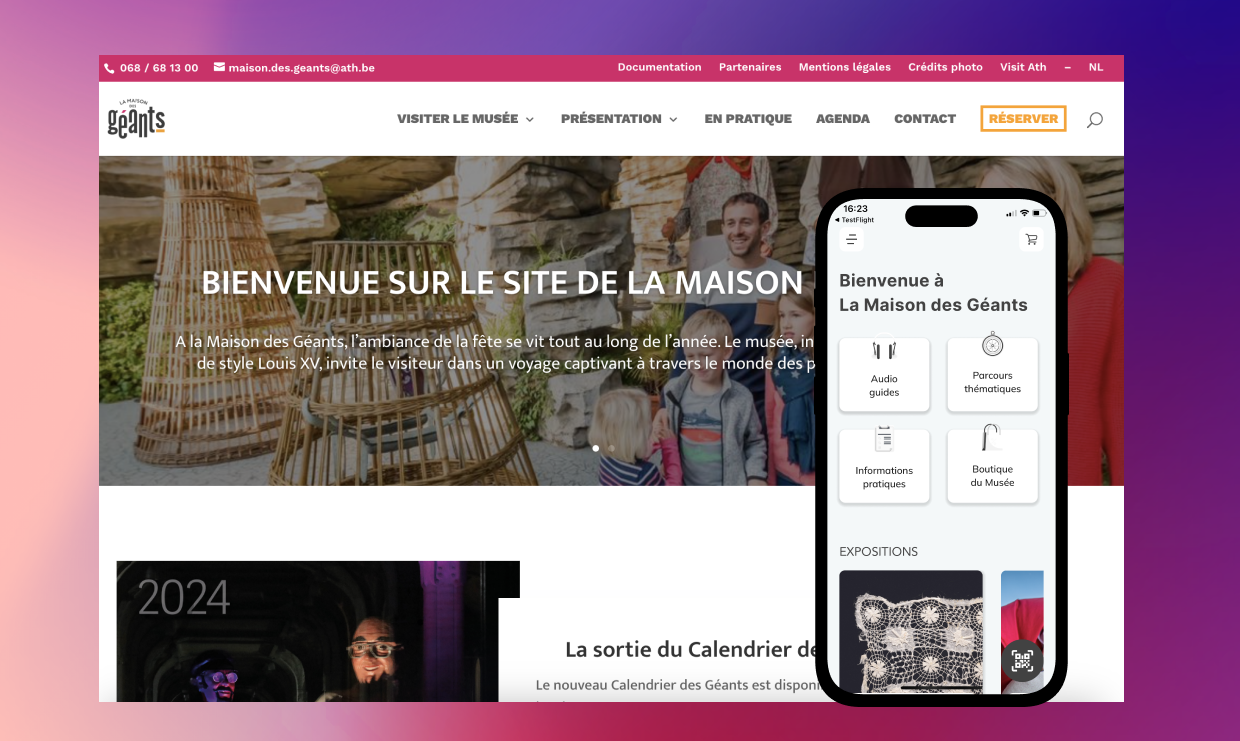 068 / 68 13 00 maison.des.geants@ath.be Documentation Partenaires Mentions légales Crédits photo Visit Ath – NL
LA MAISON
DES
géants
VISITER LE MUSÉE PRÉSENTATION EN PRATIQUE AGENDA CONTACT RÉSERVER
BIENVENUE SUR LE SITE DE LA MAISON
A la Maison des Géants, l'ambiance de la fête se vit tout au long de l'année. Le musée, in
de style Louis XV, invite le visiteur dans un voyage captivant à travers le monde des p
2024
La sortie du Calendrier de
Le nouveau Calendrier des Géants est disponi
16:23
◀ TestFlight
Bienvenue à
La Maison des Géants
Audio
guides
Parcours
thématiques
Informations
pratiques
Boutique
du Musée
EXPOSITIONS